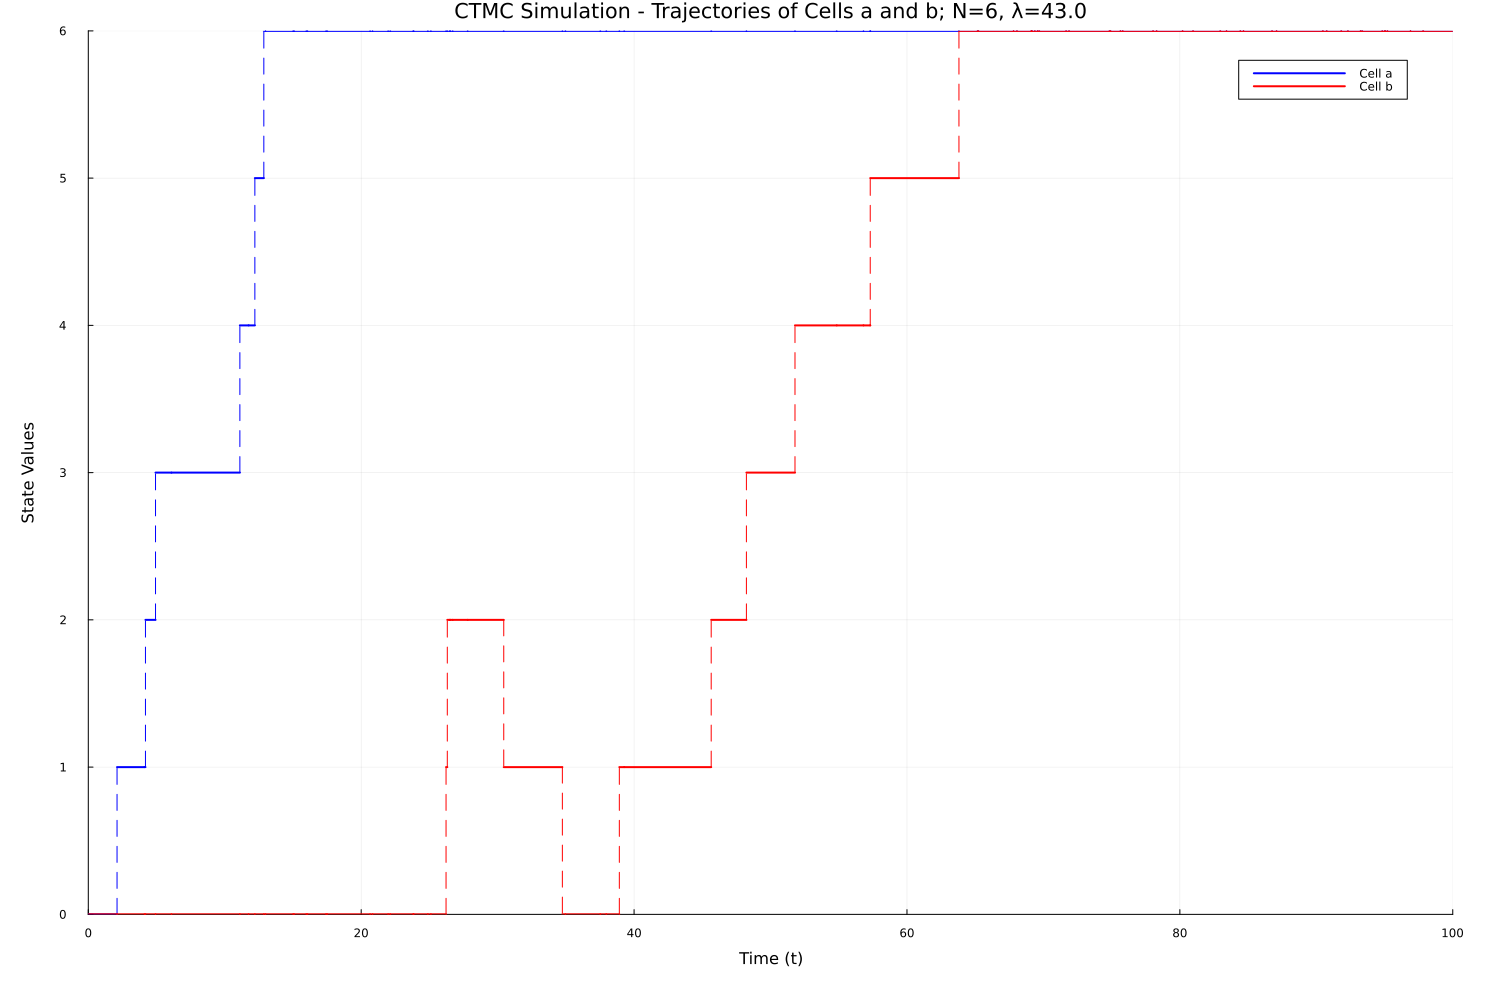 CTMC Simulation - Trajectories of Cells a and b; N=6, λ=43.0
6
5
4
3
2
1
0
State Values
Cell a
Cell b
0 20 40 60 80 100
Time (t)